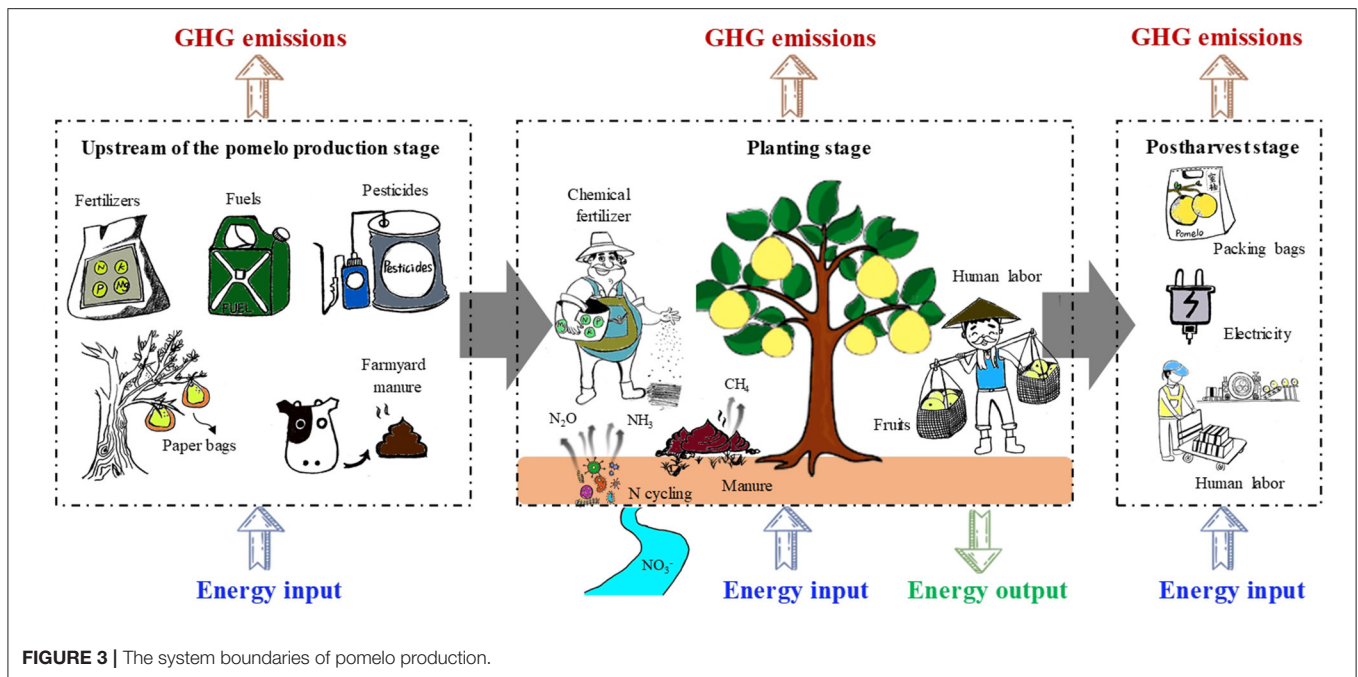 GHG emissions
GHG emissions
GHG emissions
Upstream of the pomelo production stage
Fertilizers
Fuels
Pesticides
N K
P Mg
FUEL
Pesticides
Paper bags
Farmyard
manure
Planting stage
Chemical
fertilizer
Human labor
Fruits
N₂O
NH₃
CH₄
N cycling
Manure
NO₃⁻
Postharvest stage
Pomelo
Packing bags
Electricity
Human labor
Energy input
Energy input
Energy output
Energy input
FIGURE 3 | The system boundaries of pomelo production.